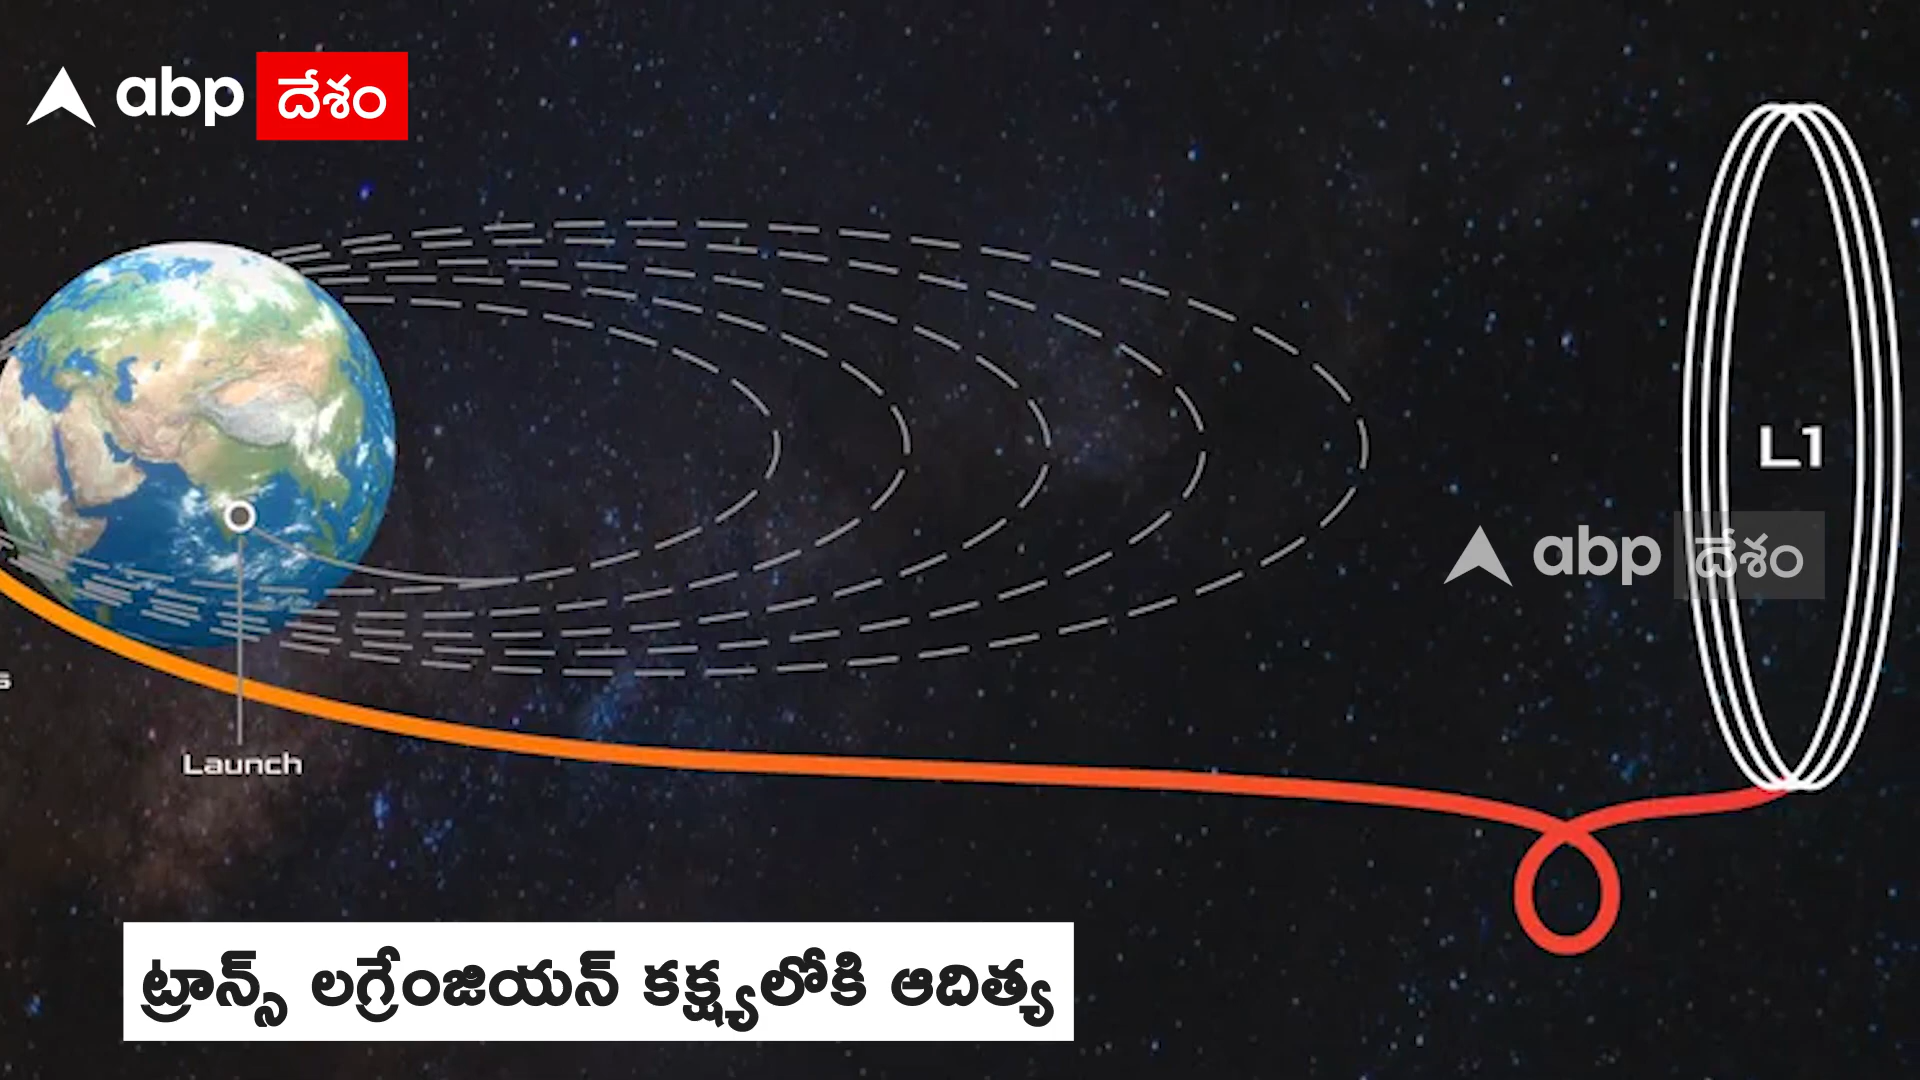 abp దేశం
L1
abp దేశం
Launch
ట్రాన్స్ లగ్రేంజియన్ కక్ష్యలోకి ఆదిత్య